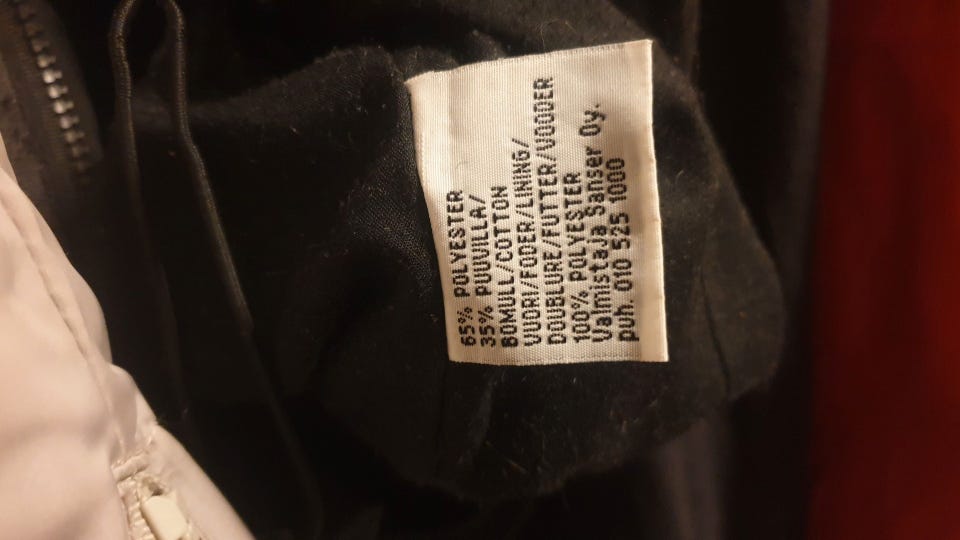 65% POLYESTER
35% PUUVILLA/
BOMULL/COTTON
VUORI/FODER/LINING/
DOUBLURE/FUTTER/VOODER
100% POLYESTER
Valmistaja Sanser Oy.
puh 010 525 1000